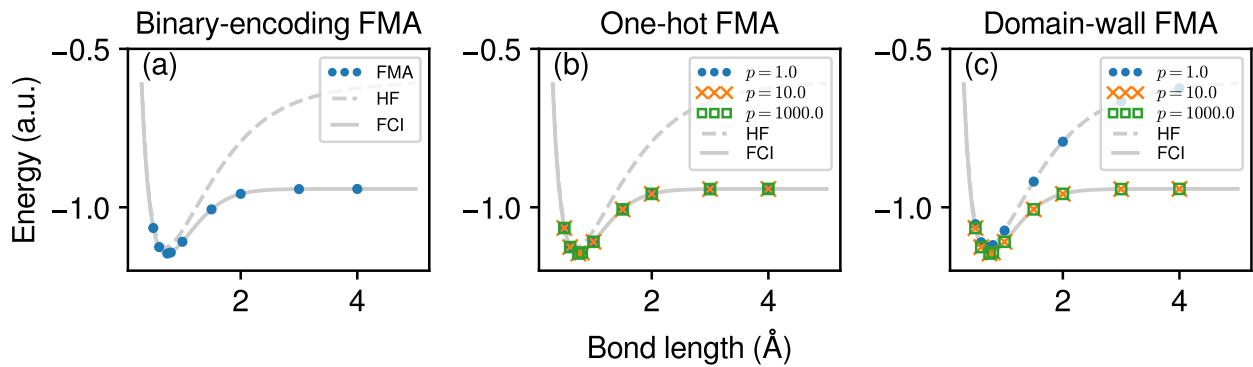 Binary-encoding FMA
One-hot FMA
Domain-wall FMA
Energy (a.u.)
−0.5
−1.0
(a)
FMA
HF
FCI
2
4
−0.5
−1.0
(b)
p = 1.0
p = 10.0
p = 1000.0
HF
FCI
2
4
−0.5
−1.0
(c)
p = 1.0
p = 10.0
p = 1000.0
HF
FCI
2
4
Bond length (Å)